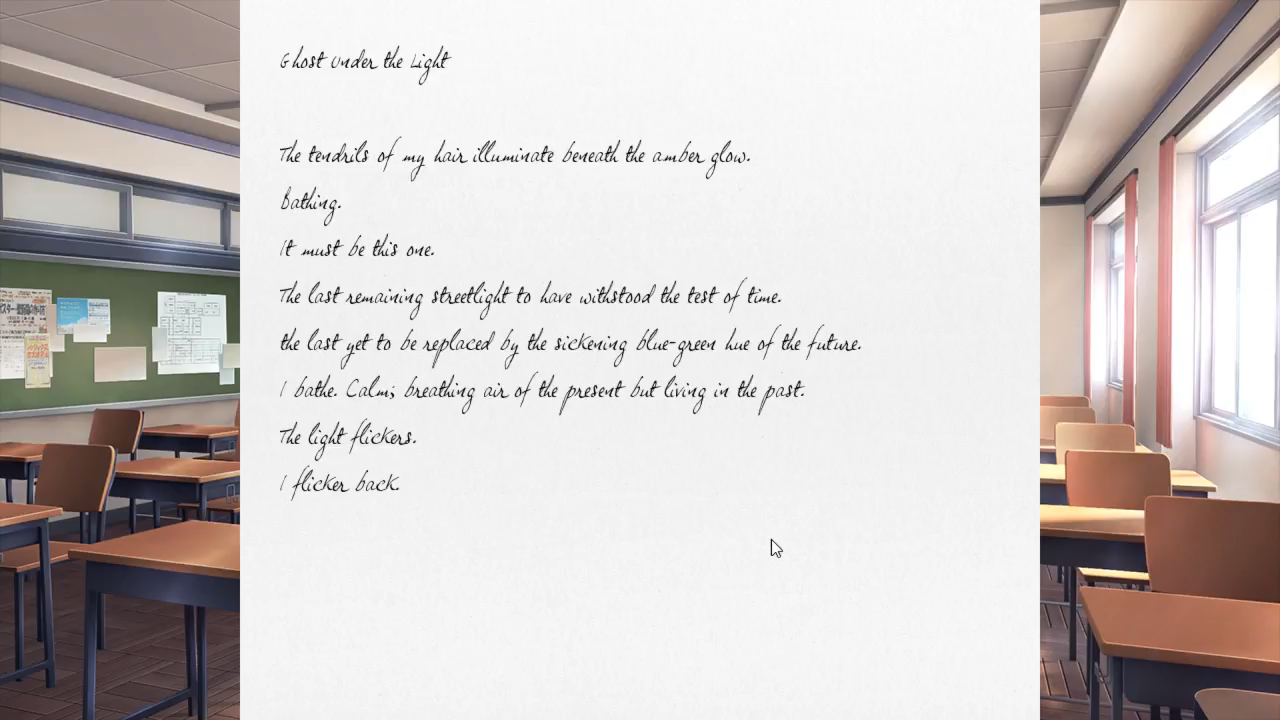 Ghost Under the Light
The tendrils of my hair illuminate beneath the amber glow.
Bathing.
It must be this one.
The last remaining streetlight to have withstood the test of time.
the last yet to be replaced by the sickening blue-green hue of the future.
I bathe. Calm; breathing air of the present but living in the past.
The light flickers.
I flicker back.